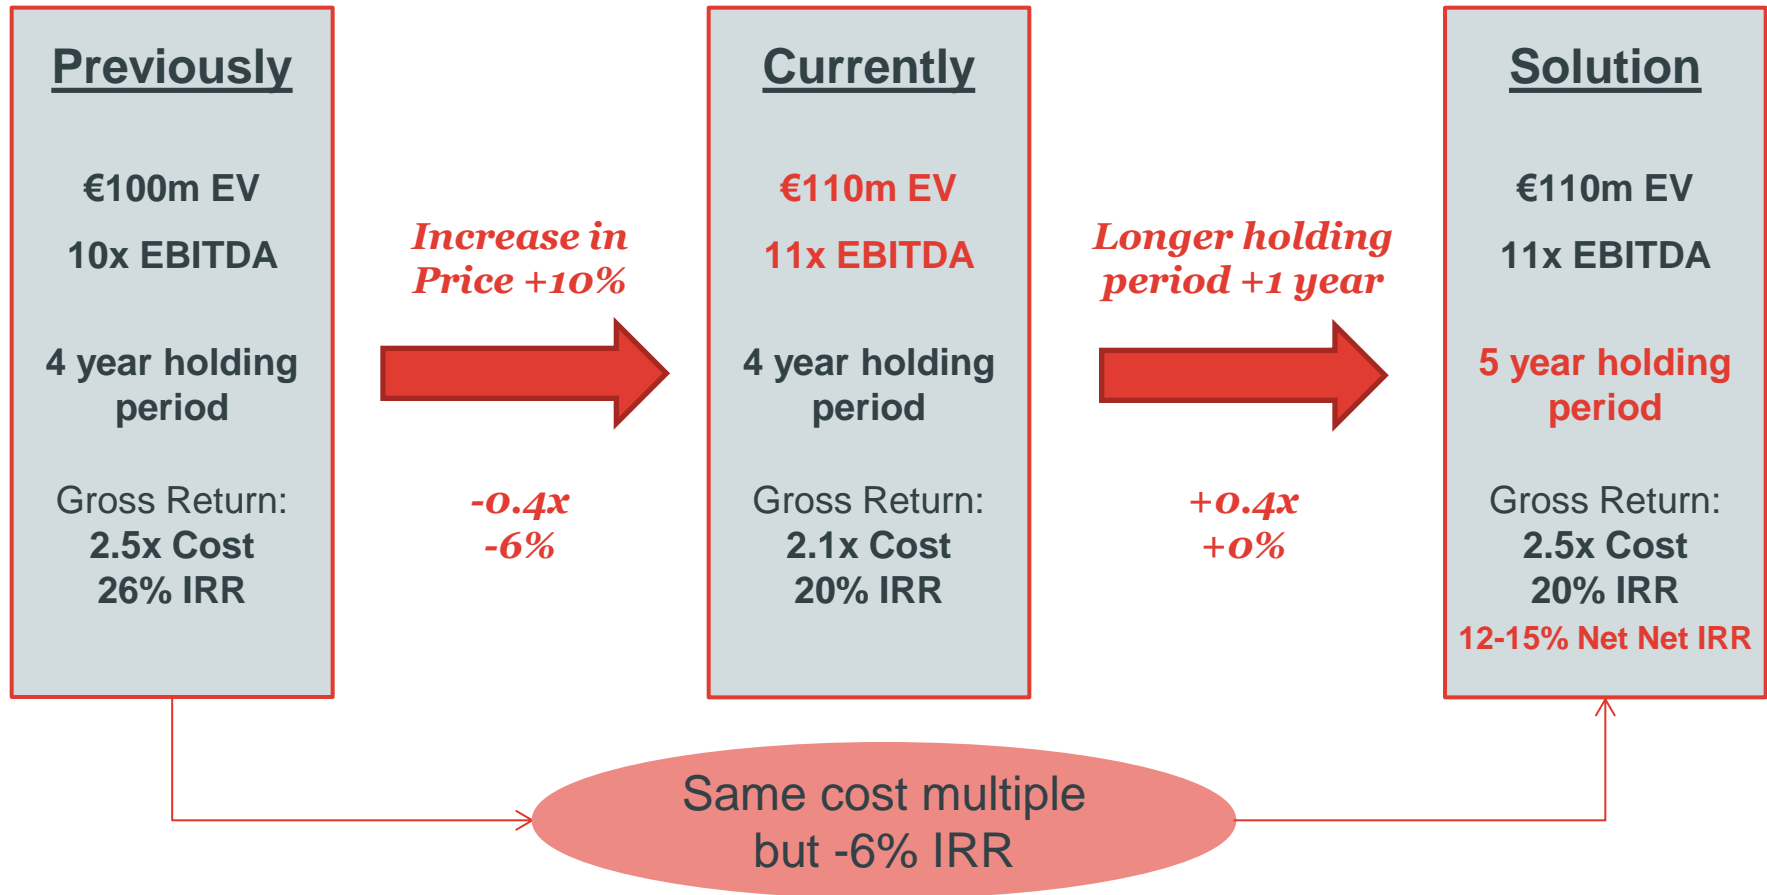 Previously
€100m EV
10x EBITDA
4 year holding
period
Gross Return:
2.5x Cost
26% IRR
Increase in
Price +10%
-0.4x
-6%
Currently
€110m EV
11x EBITDA
4 year holding
period
Gross Return:
2.1x Cost
20% IRR
Longer holding
period +1 year
+0.4x
+0%
Solution
€110m EV
11x EBITDA
5 year holding
period
Gross Return:
2.5x Cost
20% IRR
12-15% Net Net IRR
Same cost multiple
but -6% IRR